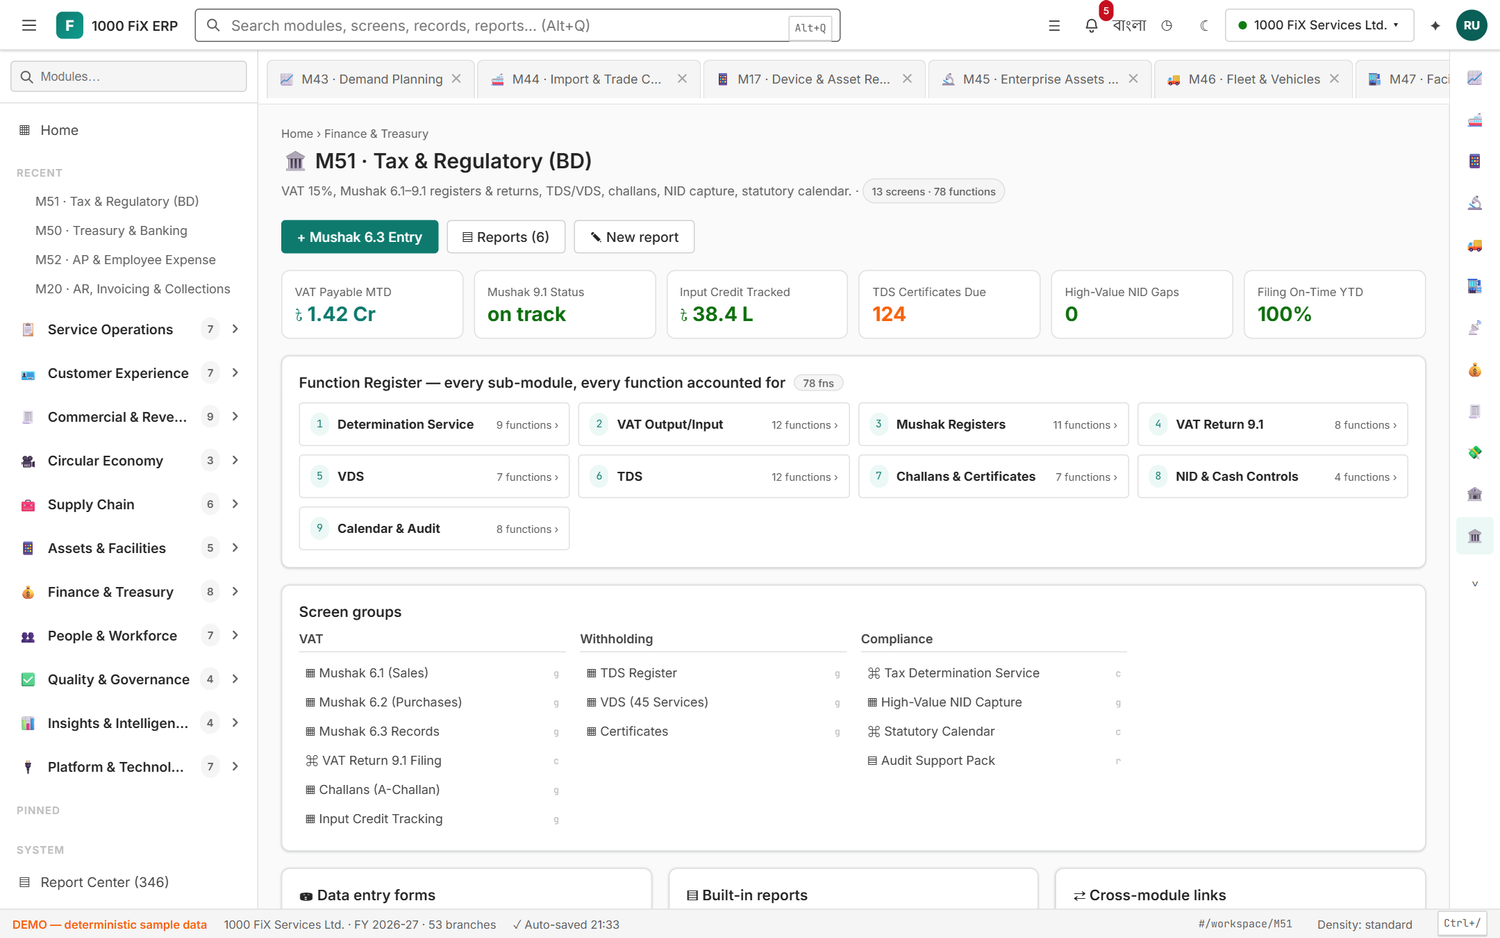 F 1000 FiX ERP
Search modules, screens, records, reports... (Alt+Q) Alt+Q
5
বাংলা
1000 FiX Services Ltd.
RU
Modules...
M43 · Demand Planning
M44 · Import & Trade C...
M17 · Device & Asset Re...
M45 · Enterprise Assets ...
M46 · Fleet & Vehicles
M47 · Faci
Home
RECENT
M51 · Tax & Regulatory (BD)
M50 · Treasury & Banking
M52 · AP & Employee Expense
M20 · AR, Invoicing & Collections
Service Operations 7
Customer Experience 7
Commercial & Reve... 9
Circular Economy 3
Supply Chain 6
Assets & Facilities 5
Finance & Treasury 8
People & Workforce 7
Quality & Governance 4
Insights & Intelligen... 4
Platform & Technol... 7
PINNED
SYSTEM
Report Center (346)
Home › Finance & Treasury
M51 · Tax & Regulatory (BD)
VAT 15%, Mushak 6.1–9.1 registers & returns, TDS/VDS, challans, NID capture, statutory calendar. · 13 screens · 78 functions
+ Mushak 6.3 Entry
Reports (6)
New report
VAT Payable MTD
৳ 1.42 Cr
Mushak 9.1 Status
on track
Input Credit Tracked
৳ 38.4 L
TDS Certificates Due
124
High-Value NID Gaps
0
Filing On-Time YTD
100%
Function Register — every sub-module, every function accounted for 78 fns
1 Determination Service 9 functions ›
2 VAT Output/Input 12 functions ›
3 Mushak Registers 11 functions ›
4 VAT Return 9.1 8 functions ›
5 VDS 7 functions ›
6 TDS 12 functions ›
7 Challans & Certificates 7 functions ›
8 NID & Cash Controls 4 functions ›
9 Calendar & Audit 8 functions ›
Screen groups
VAT
Mushak 6.1 (Sales) g
Mushak 6.2 (Purchases) g
Mushak 6.3 Records g
⌘ VAT Return 9.1 Filing c
Challans (A-Challan) g
Input Credit Tracking g
Withholding
TDS Register g
VDS (45 Services) g
Certificates g
Compliance
⌘ Tax Determination Service c
High-Value NID Capture g
⌘ Statutory Calendar c
Audit Support Pack r
Data entry forms
Built-in reports
Cross-module links
DEMO — deterministic sample data
1000 FiX Services Ltd. · FY 2026-27 · 53 branches
✓ Auto-saved 21:33
#/workspace/M51
Density: standard
Ctrl+/